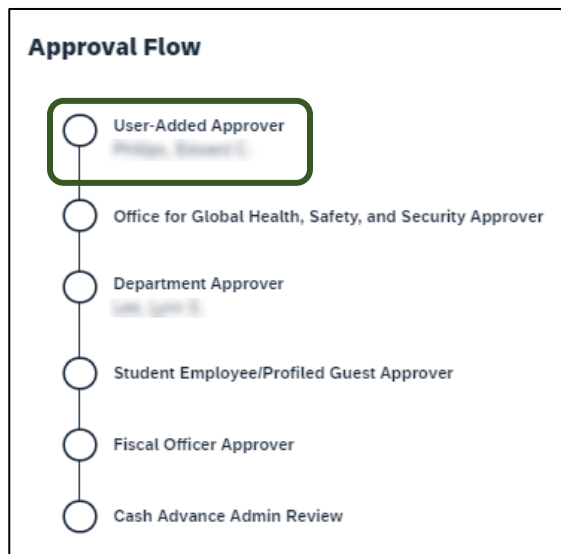 Approval Flow
User-Added Approver
Office for Global Health, Safety, and Security Approver
Department Approver
Student Employee/Profiled Guest Approver
Fiscal Officer Approver
Cash Advance Admin Review